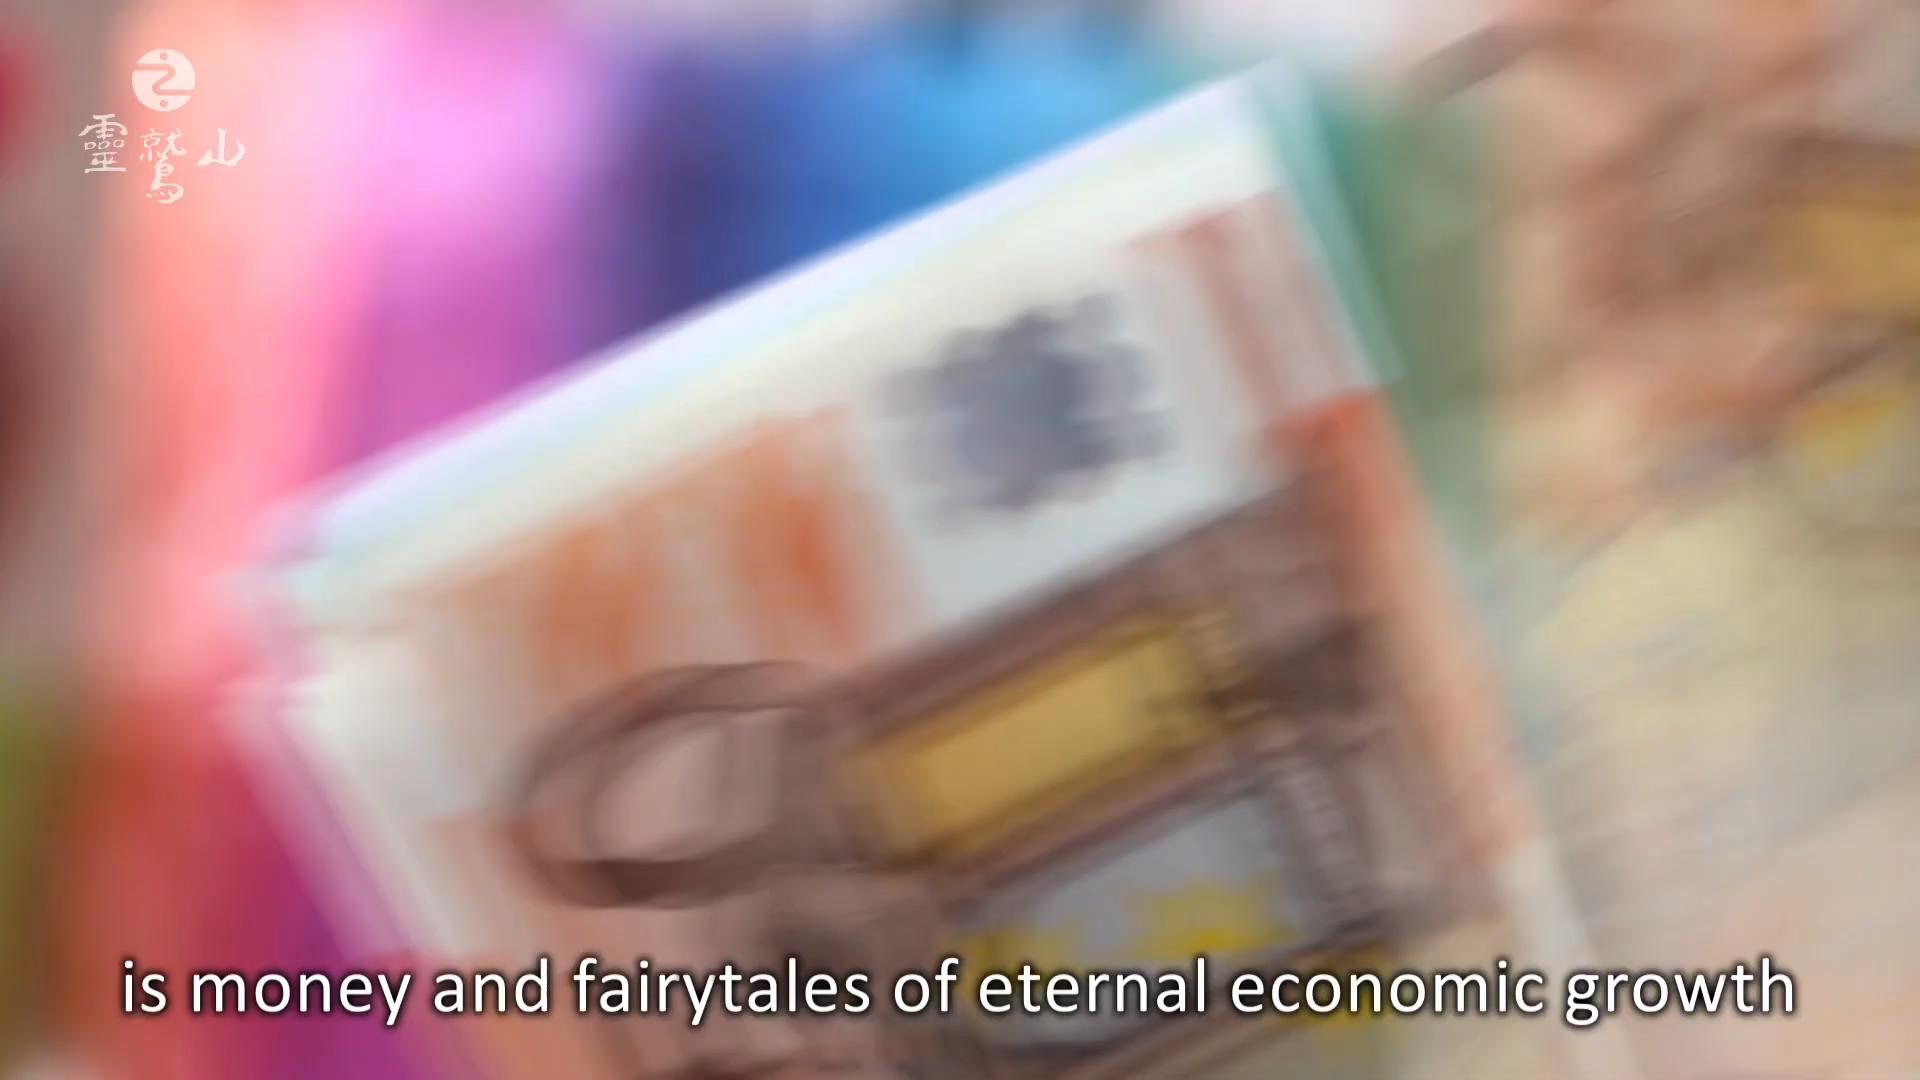 靈鷲山
is money and fairytales of eternal economic growth